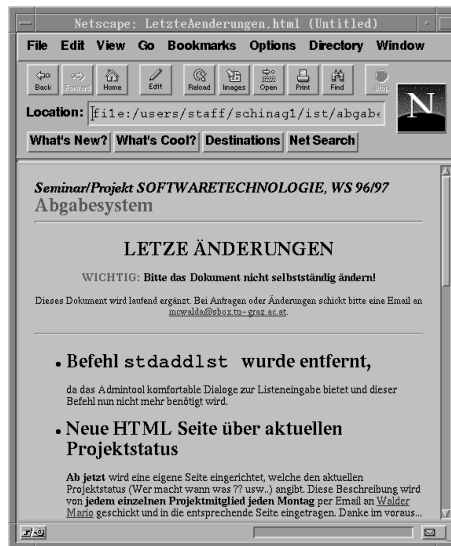 Netscape: LetzteAenderungen.html (Untitled)
File Edit View Go Bookmarks Options Directory Window
Back Forward Home Edit Reload Images Open Print Find Stop
N
Location: file:/users/staff/schinagl/ist/abgabe
What's New? What's Cool? Destinations Net Search
Seminar/Projekt SOFTWARETECHNOLOGIE, WS 96/97
Abgabesystem
LETZE ÄNDERUNGEN
WICHTIG: Bitte das Dokument nicht selbstständig ändern!
Dieses Dokument wird laufend ergänzt. Bei Anfragen oder Änderungen schickt bitte eine Email an
mcwalda@sbox.tu-graz.ac.at.
• Befehl stdaddlst wurde entfernt,
da das Admintool komfortable Dialoge zur Listeneingabe bietet und dieser
Befehl nun nicht mehr benötigt wird.
• Neue HTML Seite über aktuellen
Projektstatus
Ab jetzt wird eine eigene Seite eingerichtet, welche den aktuellen
Projektstatus (Wer macht wann was ?? usw..) angibt. Diese Beschreibung wird
von jedem einzelnen Projektmitglied jeden Montag per Email an Walder
Mario geschickt und in die entsprechende Seite eingetragen. Danke im voraus...